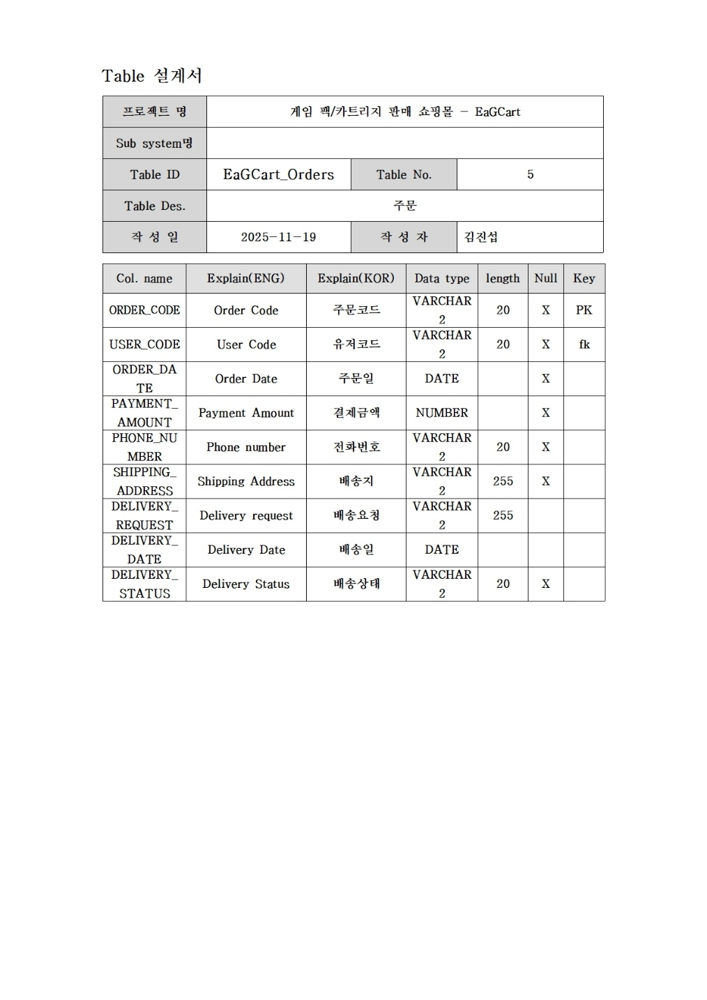 Table 설계서
프로젝트 명 게임 팩/카트리지 판매 쇼핑몰 - EaGCart
Sub system명
Table ID EaGCart_Orders Table No. 5
Table Des. 주문
작 성 일 2025-11-19 작 성 자 김진섭
Col. name Explain(ENG) Explain(KOR) Data type length Null Key
ORDER_CODE Order Code 주문코드 VARCHAR2 20 X PK
USER_CODE User Code 유저코드 VARCHAR2 20 X fk
ORDER_DATE Order Date 주문일 DATE X
PAYMENT_AMOUNT Payment Amount 결제금액 NUMBER X
PHONE_NUMBER Phone number 전화번호 VARCHAR2 20 X
SHIPPING_ADDRESS Shipping Address 배송지 VARCHAR2 255 X
DELIVERY_REQUEST Delivery request 배송요청 VARCHAR2 255
DELIVERY_DATE Delivery Date 배송일 DATE
DELIVERY_STATUS Delivery Status 배송상태 VARCHAR2 20 X